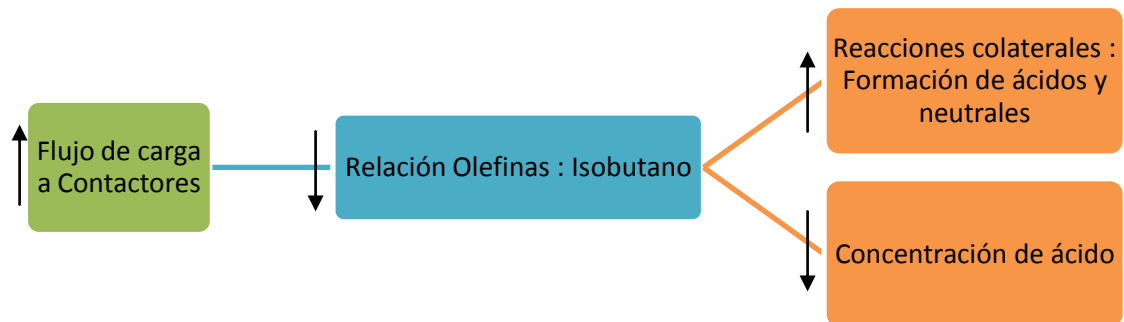 Flujo de carga
a Contactores
Relación Olefinas : Isobutano
Reacciones colaterales :
Formación de ácidos y
neutrales
Concentración de ácido